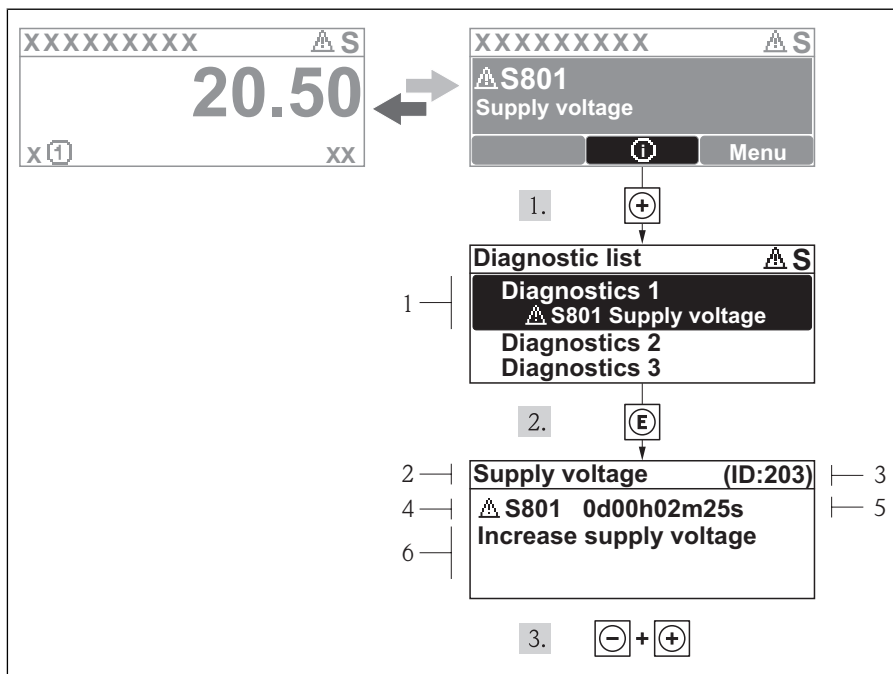 XXXXXXXXX ⚠ S
20.50
x ① xx
XXXXXXXXX ⚠ S
⚠ S801
Supply voltage
ⓘ Menu
1. +
Diagnostic list ⚠ S
1
Diagnostics 1
⚠ S801 Supply voltage
Diagnostics 2
Diagnostics 3
2. E
2 Supply voltage (ID:203) 3
4 ⚠ S801 0d00h02m25s 5
6 Increase supply voltage
3. − + +